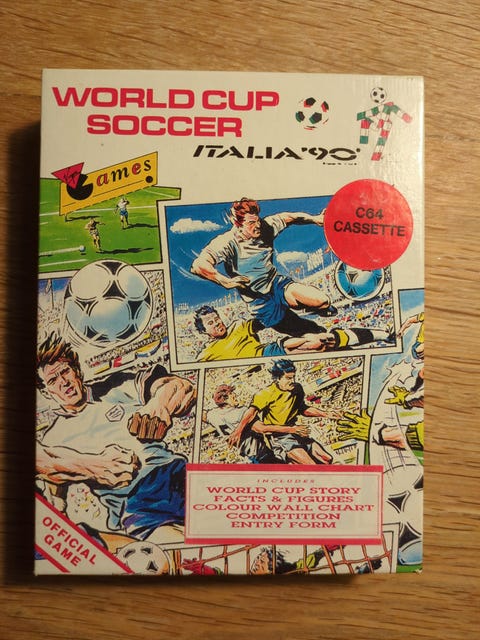 WORLD CUP
SOCCER
ITALIA '90
Virgin
Games.
C64
CASSETTE
INCLUDES
WORLD CUP STORY
FACTS & FIGURES
COLOUR WALL CHART
COMPETITION
ENTRY FORM
OFFICIAL
GAME